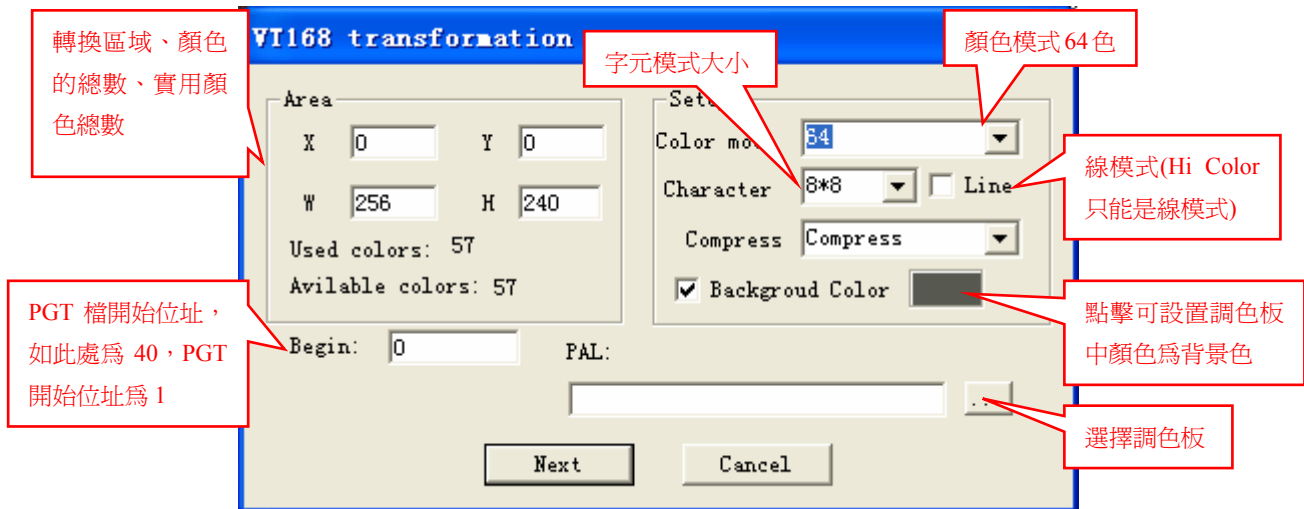 VT168 transformation
轉換區域、顏色
的總數、實用顏
色總數
字元模式大小
顏色模式 64 色
Area
X 0 Y 0
W 256 H 240
Used colors: 57
Avilable colors: 57
Color mo
64
Character 8*8 Line
Compress Compress
Backgroud Color
線模式(Hi Color
只能是線模式)
PGT 檔開始位址，
如此處爲 40，PGT
開始位址爲 1
點擊可設置調色板
中顏色爲背景色
Begin: 0
PAL:
選擇調色板
Next
Cancel